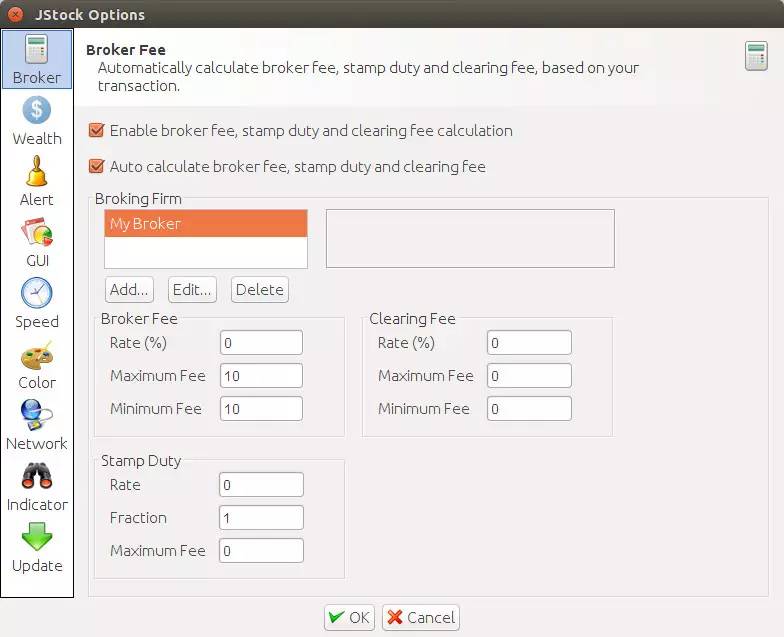 JStock Options
Broker
Wealth
Alert
GUI
Speed
Color
Network
Indicator
Update
Broker Fee
Automatically calculate broker fee, stamp duty and clearing fee, based on your
transaction.
Enable broker fee, stamp duty and clearing fee calculation
Auto calculate broker fee, stamp duty and clearing fee
Broking Firm
My Broker
Add... Edit... Delete
Broker Fee
Rate (%) 0
Maximum Fee 10
Minimum Fee 10
Clearing Fee
Rate (%) 0
Maximum Fee 0
Minimum Fee 0
Stamp Duty
Rate 0
Fraction 1
Maximum Fee 0
OK Cancel